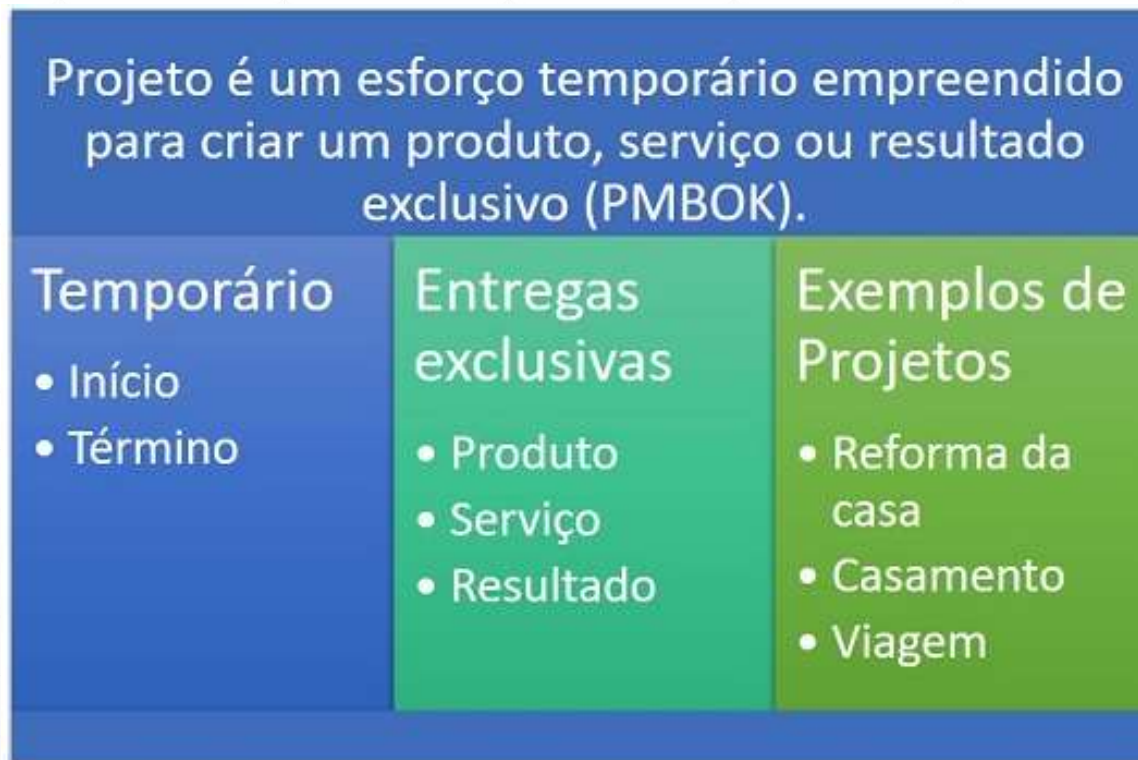 Projeto é um esforço temporário empreendido
para criar um produto, serviço ou resultado
exclusivo (PMBOK).
Temporário
• Início
• Término
Entregas
exclusivas
• Produto
• Serviço
• Resultado
Exemplos de
Projetos
• Reforma da
casa
• Casamento
• Viagem